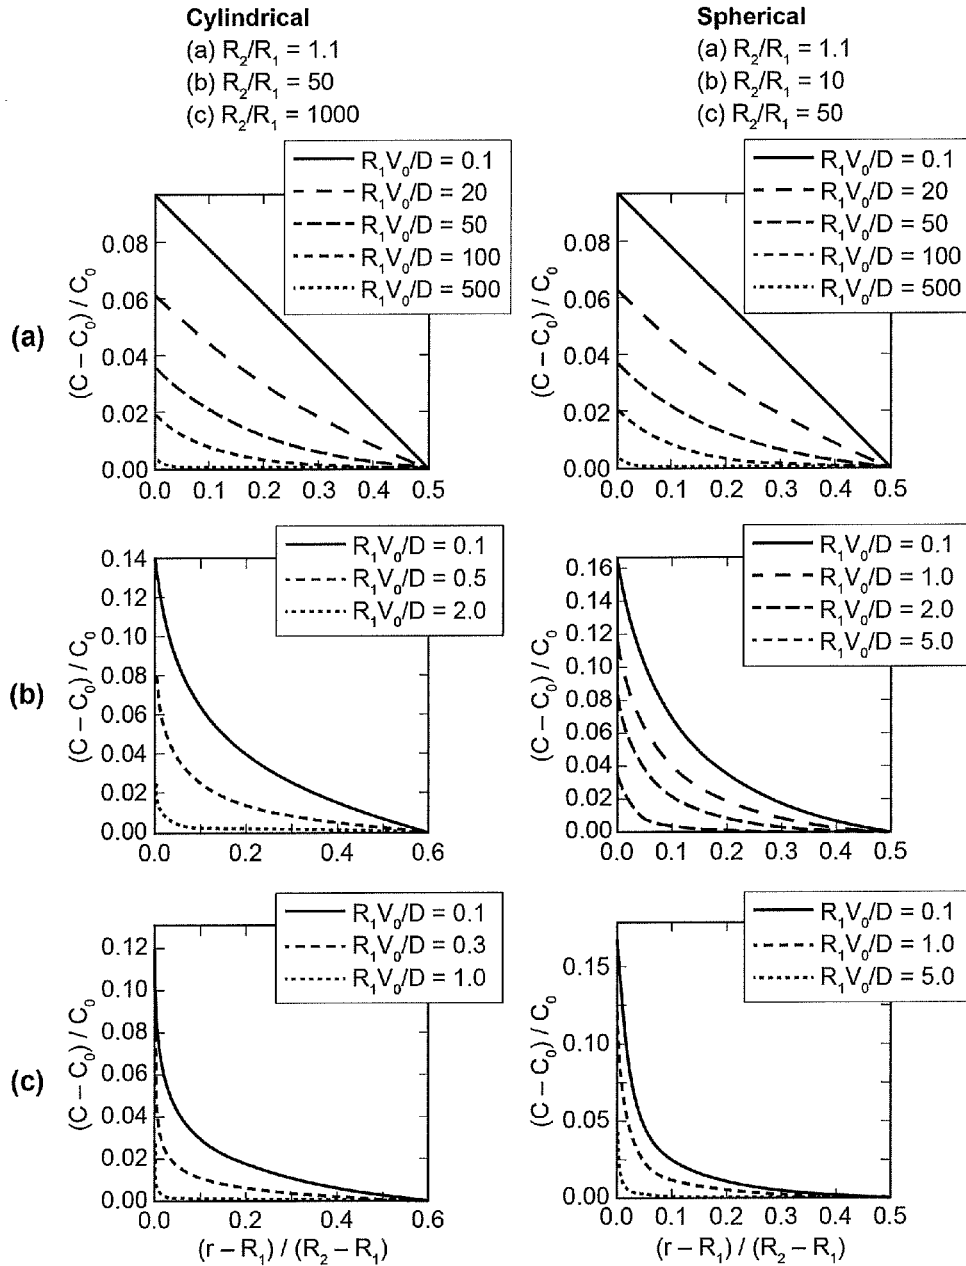 Cylindrical
(a) R₂/R₁ = 1.1
(b) R₂/R₁ = 50
(c) R₂/R₁ = 1000
Spherical
(a) R₂/R₁ = 1.1
(b) R₂/R₁ = 10
(c) R₂/R₁ = 50
(a)
R₁V₀/D = 0.1
R₁V₀/D = 20
R₁V₀/D = 50
R₁V₀/D = 100
R₁V₀/D = 500
(C – C₀) / C₀
0.08
0.06
0.04
0.02
0.00
0.0 0.1 0.2 0.3 0.4 0.5
R₁V₀/D = 0.1
R₁V₀/D = 20
R₁V₀/D = 50
R₁V₀/D = 100
R₁V₀/D = 500
(C – C₀) / C₀
0.08
0.06
0.04
0.02
0.00
0.0 0.1 0.2 0.3 0.4 0.5
(b)
R₁V₀/D = 0.1
R₁V₀/D = 0.5
R₁V₀/D = 2.0
(C – C₀) / C₀
0.14
0.12
0.10
0.08
0.06
0.04
0.02
0.00
0.0 0.2 0.4 0.6
R₁V₀/D = 0.1
R₁V₀/D = 1.0
R₁V₀/D = 2.0
R₁V₀/D = 5.0
(C – C₀) / C₀
0.16
0.14
0.12
0.10
0.08
0.06
0.04
0.02
0.00
0.0 0.1 0.2 0.3 0.4 0.5
(c)
R₁V₀/D = 0.1
R₁V₀/D = 0.3
R₁V₀/D = 1.0
(C – C₀) / C₀
0.12
0.10
0.08
0.06
0.04
0.02
0.00
0.0 0.2 0.4 0.6
(r – R₁) / (R₂ – R₁)
R₁V₀/D = 0.1
R₁V₀/D = 1.0
R₁V₀/D = 5.0
(C – C₀) / C₀
0.15
0.10
0.05
0.00
0.0 0.1 0.2 0.3 0.4 0.5
(r – R₁) / (R₂ – R₁)